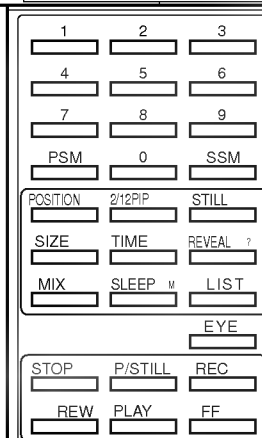 1 2 3
4 5 6
7 8 9
PSM 0 SSM
POSITION 2/12PIP STILL
SIZE TIME REVEAL ?
MIX SLEEP M LIST
EYE
STOP P/STILL REC
REW PLAY FF